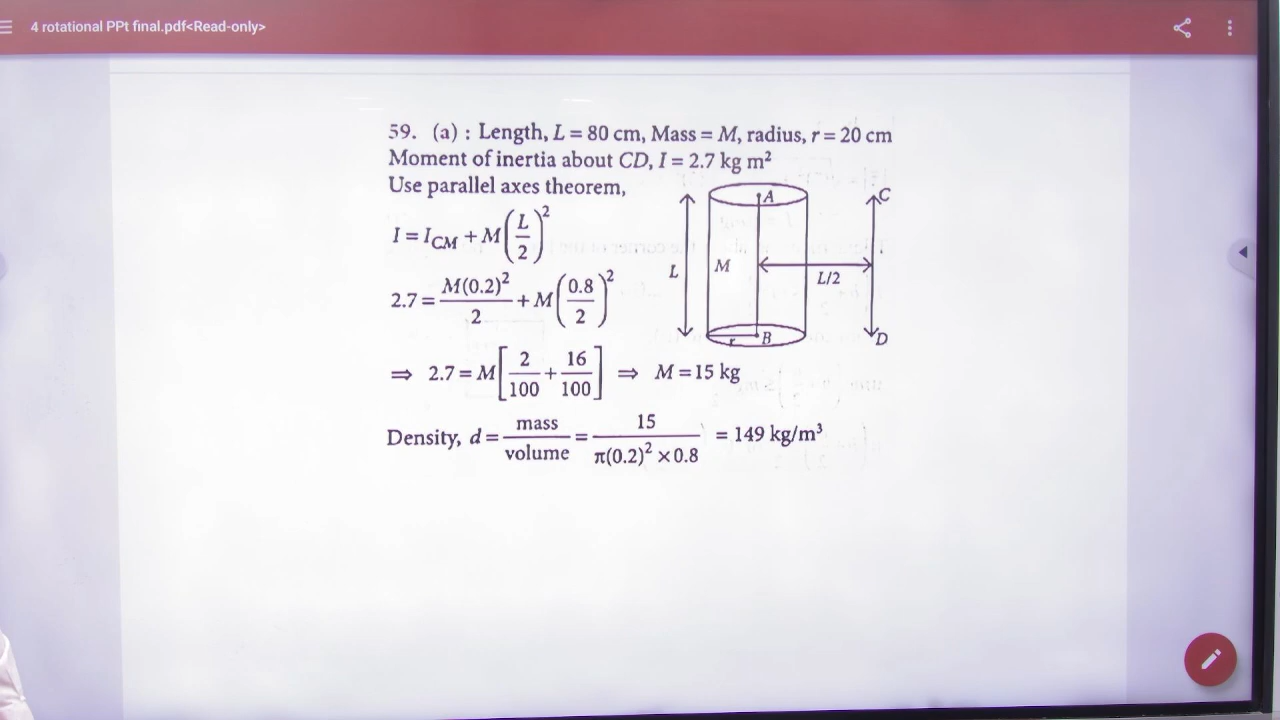 4 rotational PPt final.pdf<Read-only>
59. (a) : Length, L = 80 cm, Mass = M, radius, r = 20 cm
Moment of inertia about CD, I = 2.7 kg m²
Use parallel axes theorem,
I = I_CM + M(L/2)²
2.7 = M(0.2)²/2 + M(0.8/2)²
⇒ 2.7 = M[2/100 + 16/100] ⇒ M = 15 kg
Density, d = mass/volume = 15/π(0.2)² × 0.8 = 149 kg/m³
A
C
L
M
L/2
r
B
D